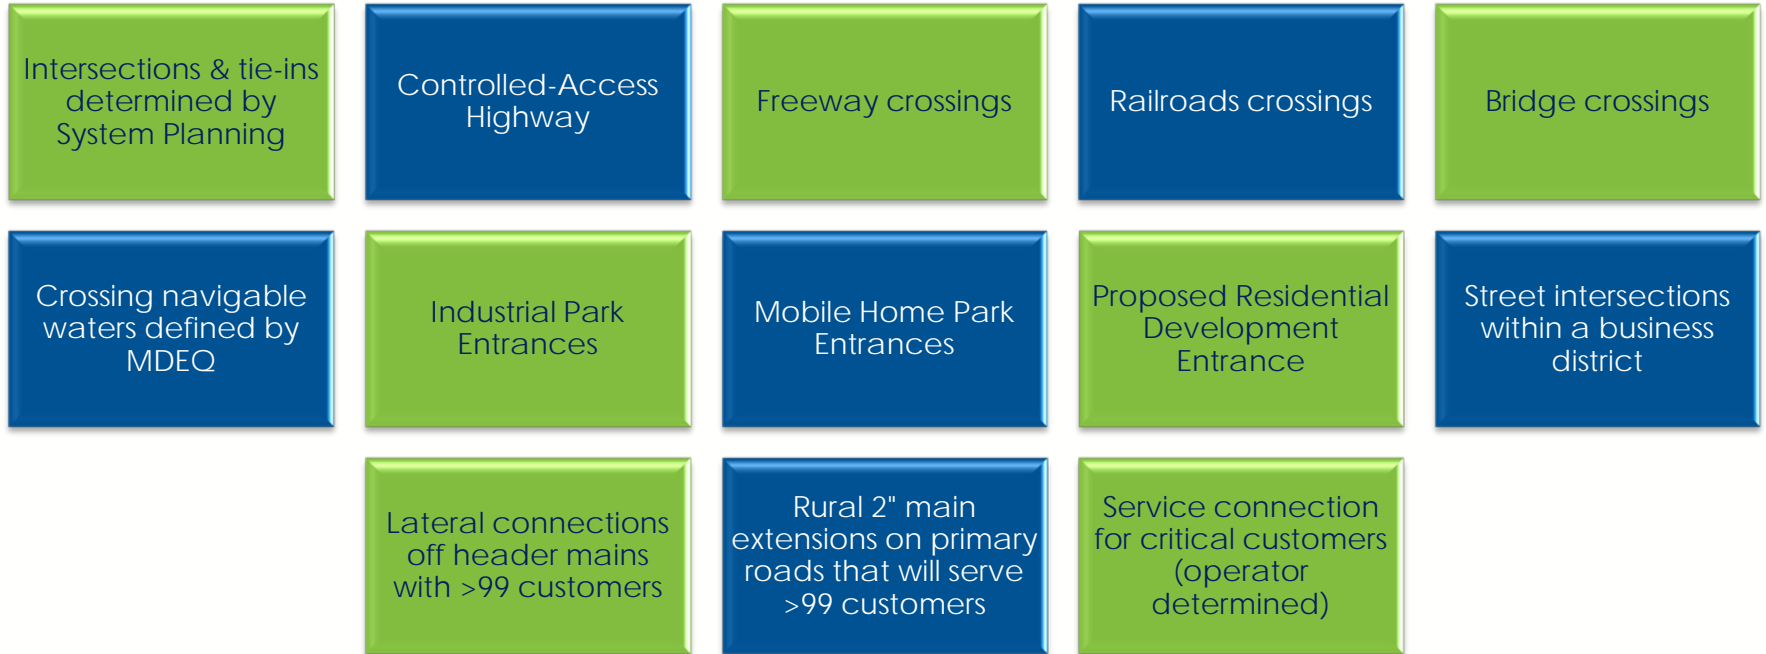 Intersections & tie-ins
determined by
System Planning
Controlled-Access
Highway
Freeway crossings
Railroads crossings
Bridge crossings
Crossing navigable
waters defined by
MDEQ
Industrial Park
Entrances
Mobile Home Park
Entrances
Proposed Residential
Development
Entrance
Street intersections
within a business
district
Lateral connections
off header mains
with >99 customers
Rural 2" main
extensions on primary
roads that will serve
>99 customers
Service connection
for critical customers
(operator
determined)